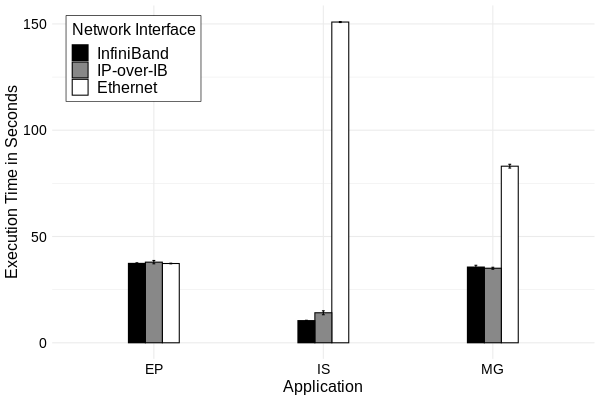 Network Interface
InfiniBand
IP-over-IB
Ethernet
Execution Time in Seconds
150
100
50
0
EP IS MG
Application